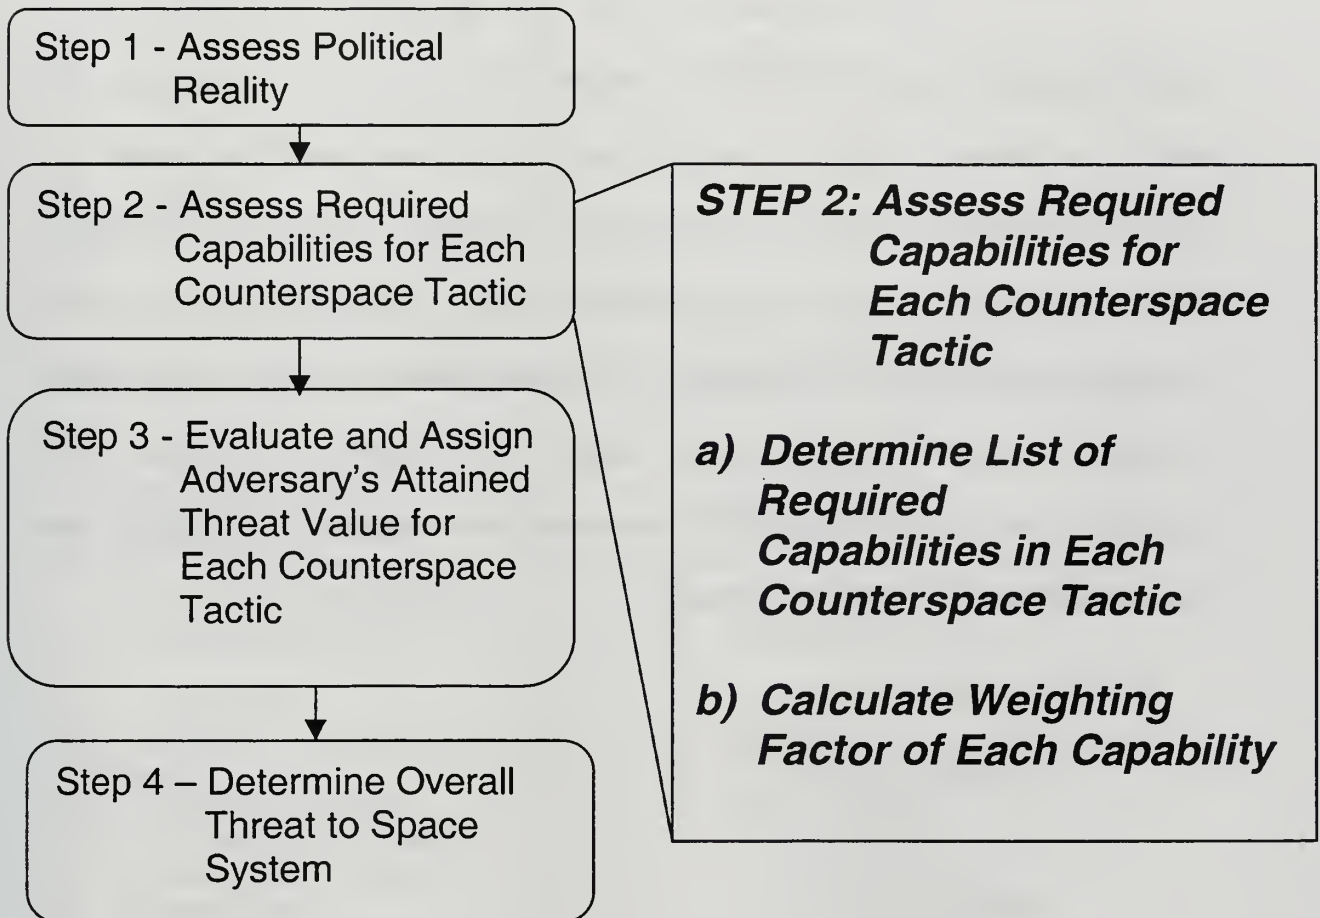 Step 1 - Assess Political
Reality
Step 2 - Assess Required
Capabilities for Each
Counterspace Tactic
Step 3 - Evaluate and Assign
Adversary's Attained
Threat Value for
Each Counterspace
Tactic
Step 4 – Determine Overall
Threat to Space
System
STEP 2: Assess Required
Capabilities for
Each Counterspace
Tactic
a) Determine List of
Required
Capabilities in Each
Counterspace Tactic
b) Calculate Weighting
Factor of Each Capability